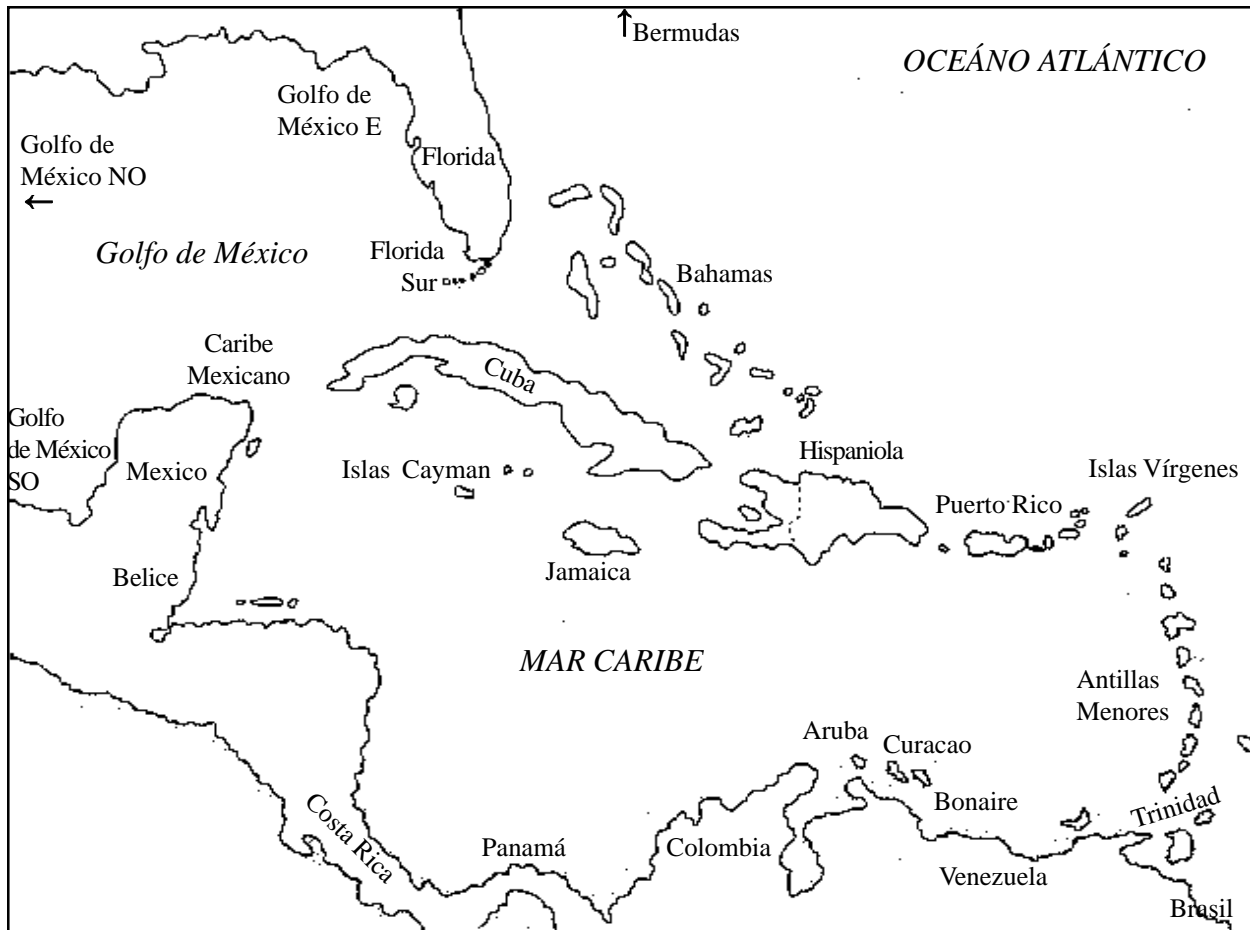 Bermudas
OCEÁNO ATLÁNTICO
Golfo de
México E
Golfo de
México NO
Florida
Golfo de México
Florida
Sur
Bahamas
Caribe
Mexicano
Cuba
Golfo
de México
SO
Mexico
Islas Cayman
Hispaniola
Islas Vírgenes
Puerto Rico
Belice
Jamaica
MAR CARIBE
Antillas
Menores
Aruba
Curacao
Bonaire
Trinidad
Costa Rica
Panamá
Colombia
Venezuela
Brasil